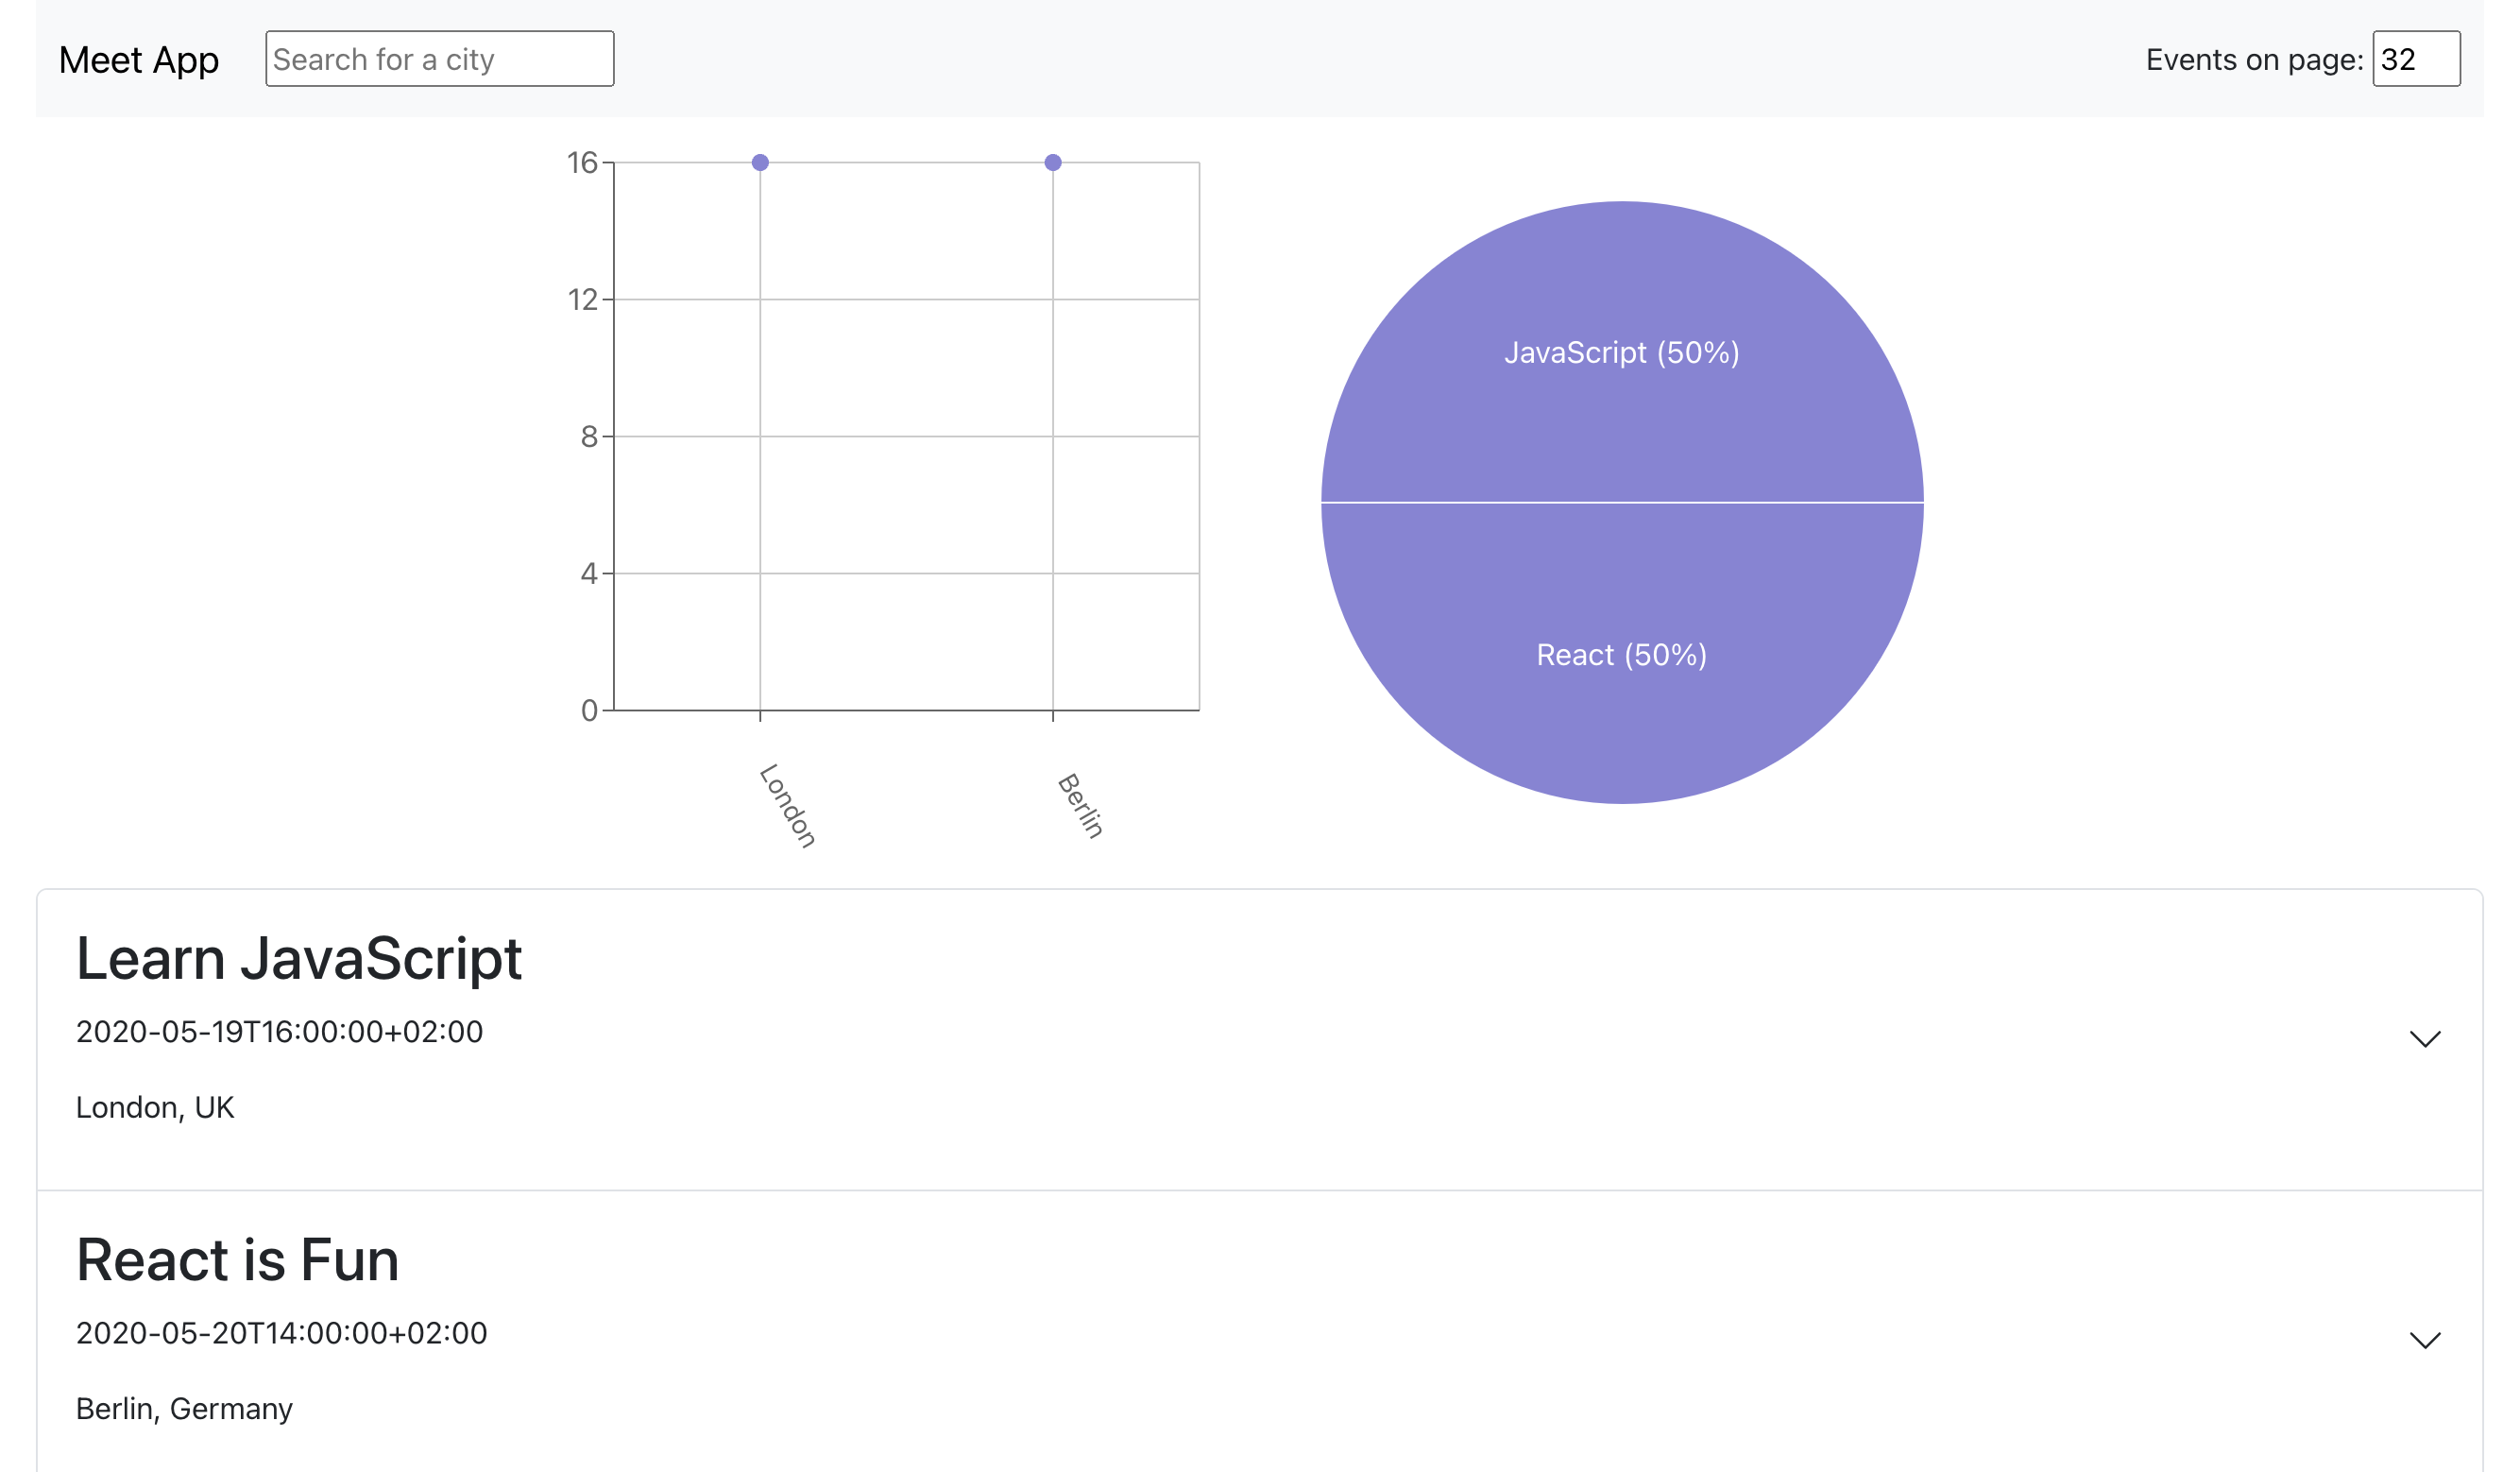 Meet App
Search for a city
Events on page: 32
16
12
8
4
0
London
Berlin
JavaScript (50%)
React (50%)
Learn JavaScript
2020-05-19T16:00:00+02:00
London, UK
React is Fun
2020-05-20T14:00:00+02:00
Berlin, Germany